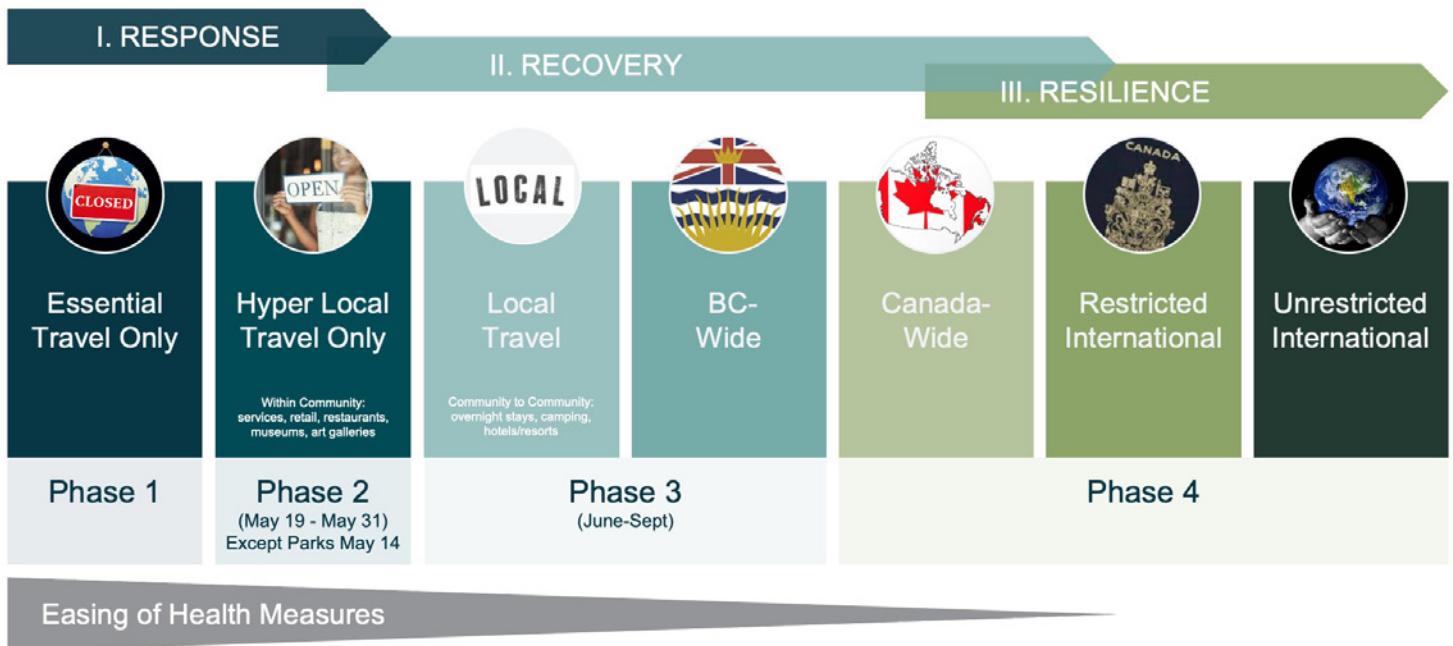 I. RESPONSE
II. RECOVERY
III. RESILIENCE
CLOSED
OPEN
LOCAL
CANADA
Essential
Travel Only
Hyper Local
Travel Only
Within Community:
services, retail, restaurants,
museums, art galleries
Local
Travel
Community to Community:
overnight stays, camping,
hotels/resorts
BC-
Wide
Canada-
Wide
Restricted
International
Unrestricted
International
Phase 1
Phase 2
(May 19 - May 31)
Except Parks May 14
Phase 3
(June-Sept)
Phase 4
Easing of Health Measures